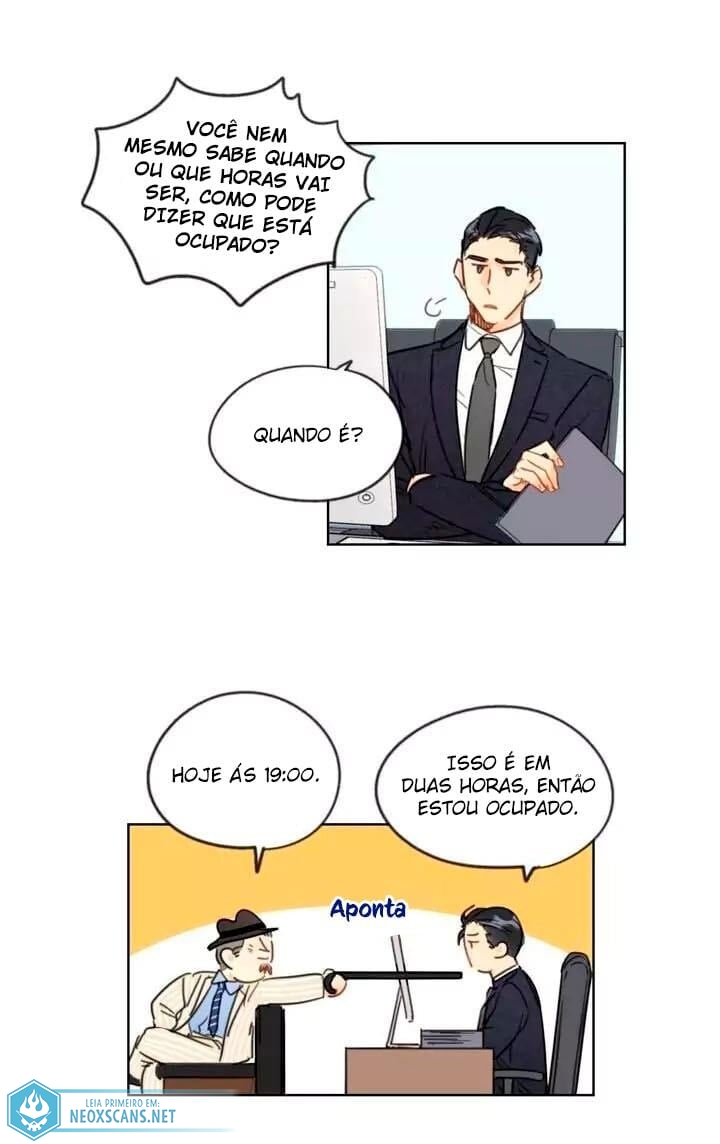 VOCÊ NEM
MESMO SABE QUANDO
OU QUE HORAS VAI
SER, COMO PODE
DIZER QUE ESTÁ
OCUPADO?
QUANDO É?
HOJE ÁS 19:00.
ISSO É EM
DUAS HORAS, ENTÃO
ESTOU OCUPADO.
Aponta
LEIA PRIMEIRO EM:
NEOXSCANS.NET